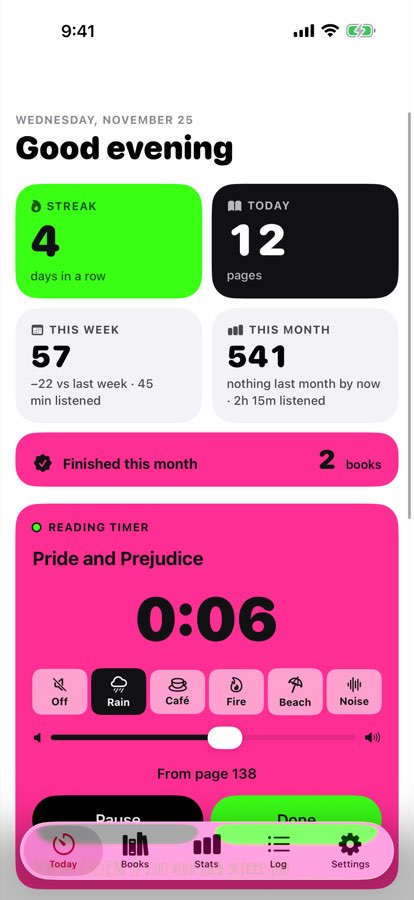 9:41
WEDNESDAY, NOVEMBER 25
Good evening
STREAK
4
days in a row
TODAY
12
pages
THIS WEEK
57
–22 vs last week · 45
min listened
THIS MONTH
541
nothing last month by now
· 2h 15m listened
Finished this month
2 books
READING TIMER
Pride and Prejudice
0:06
Off
Rain
Café
Fire
Beach
Noise
From page 138
Pause
Done
Today
Books
Stats
Log
Settings